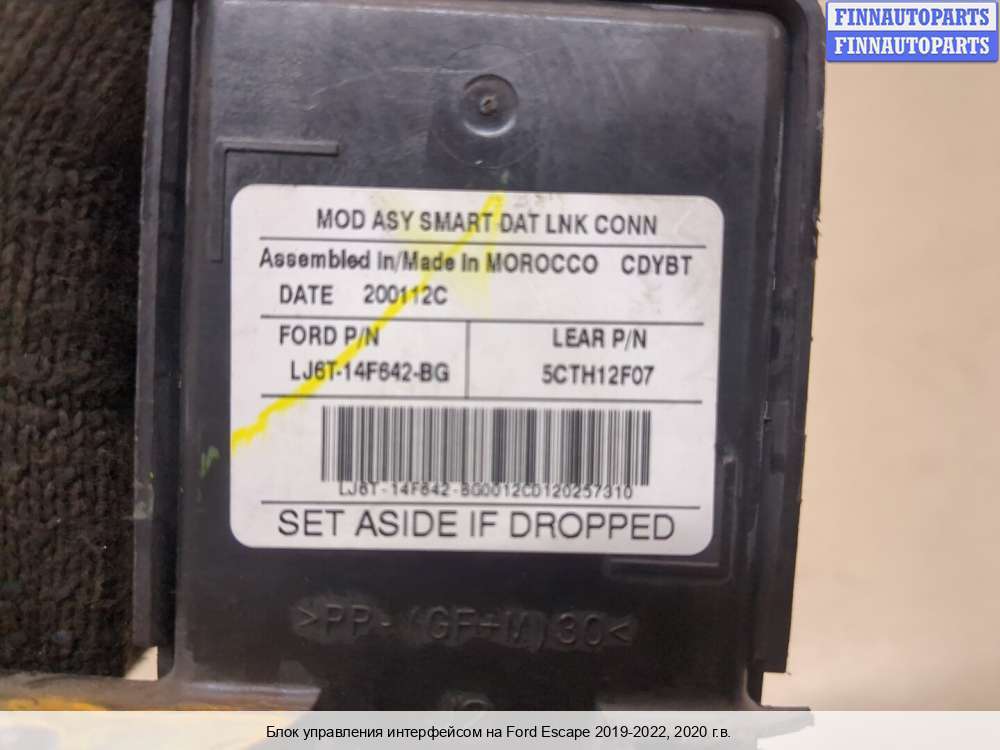 FINNAUTOPARTS
FINNAUTOPARTS
MOD ASY SMART DAT LNK CONN
Assembled in/Made in MOROCCO CDYBT
DATE 200112C
FORD P/N LEAR P/N
LJ6T-14F642-BG 5CTH12F07
LJ6T-14F642-BG0012CD120257310
SET ASIDE IF DROPPED
>PP-(GF+M)30<
Блок управления интерфейсом на Ford Escape 2019-2022, 2020 г.в.